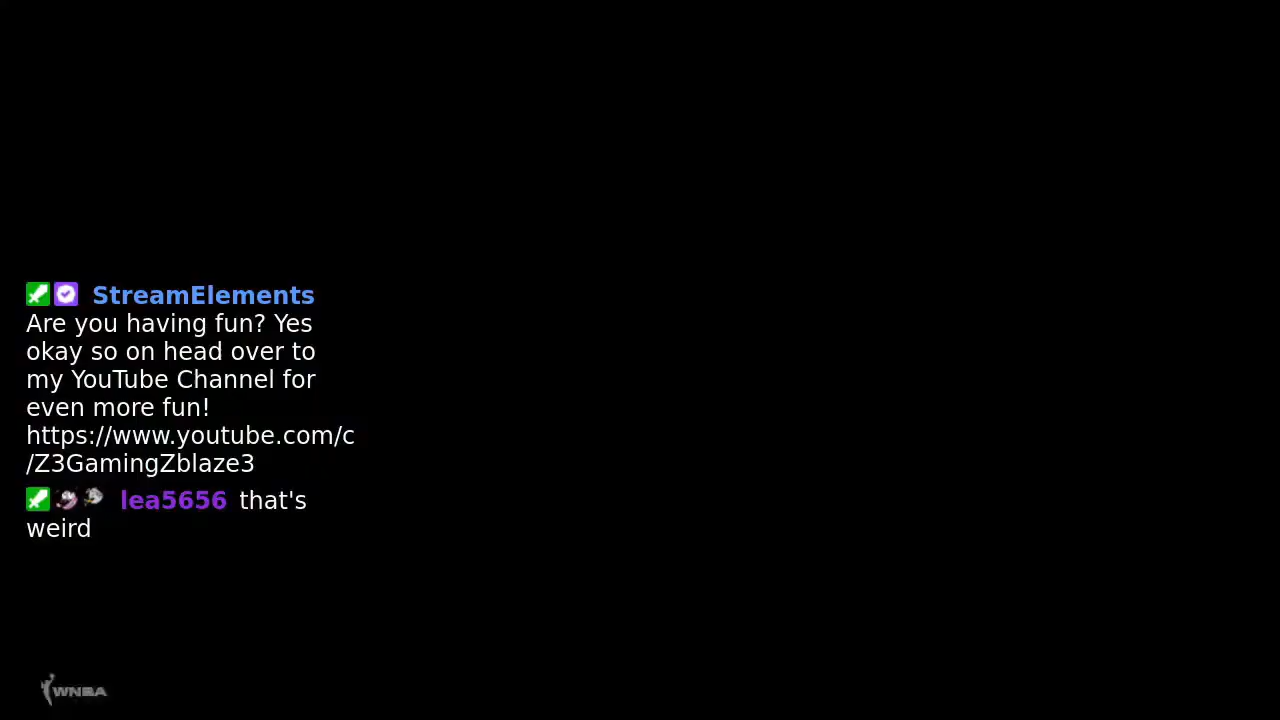 StreamElements
Are you having fun? Yes
okay so on head over to
my YouTube Channel for
even more fun!
https://www.youtube.com/c
/Z3GamingZblaze3
lea5656 that's
weird
WNBA